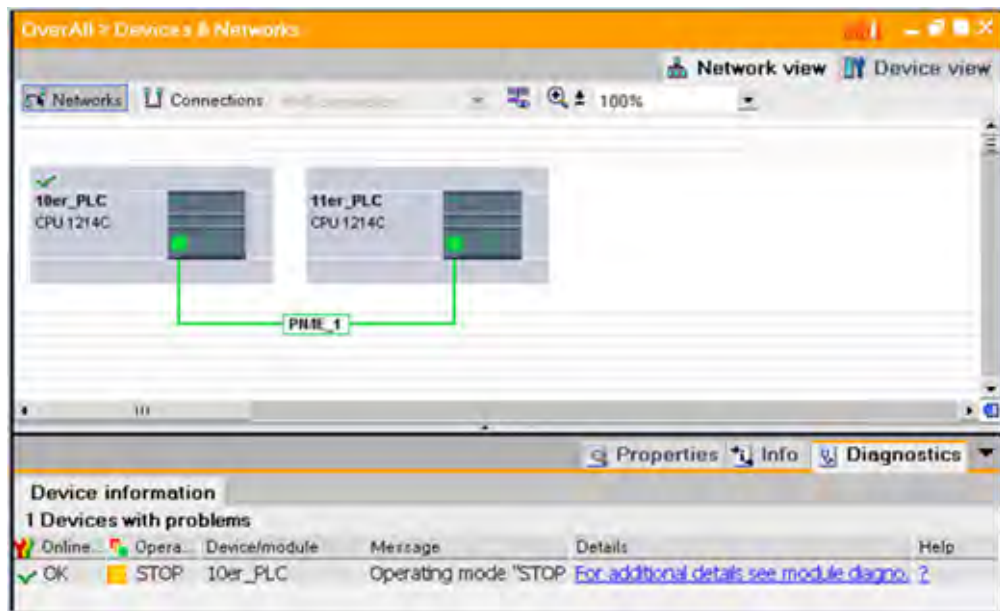 OverAll > Devices & Networks
Network view Device view
Networks Connections 100%
10er_PLC
CPU 1214C
11er_PLC
CPU 1214C
PN/IE_1
Properties Info Diagnostics
Device information
1 Devices with problems
Online... Opera... Device/module Message Details Help
OK STOP 10er_PLC Operating mode "STOP For additional details see module diagno. ?